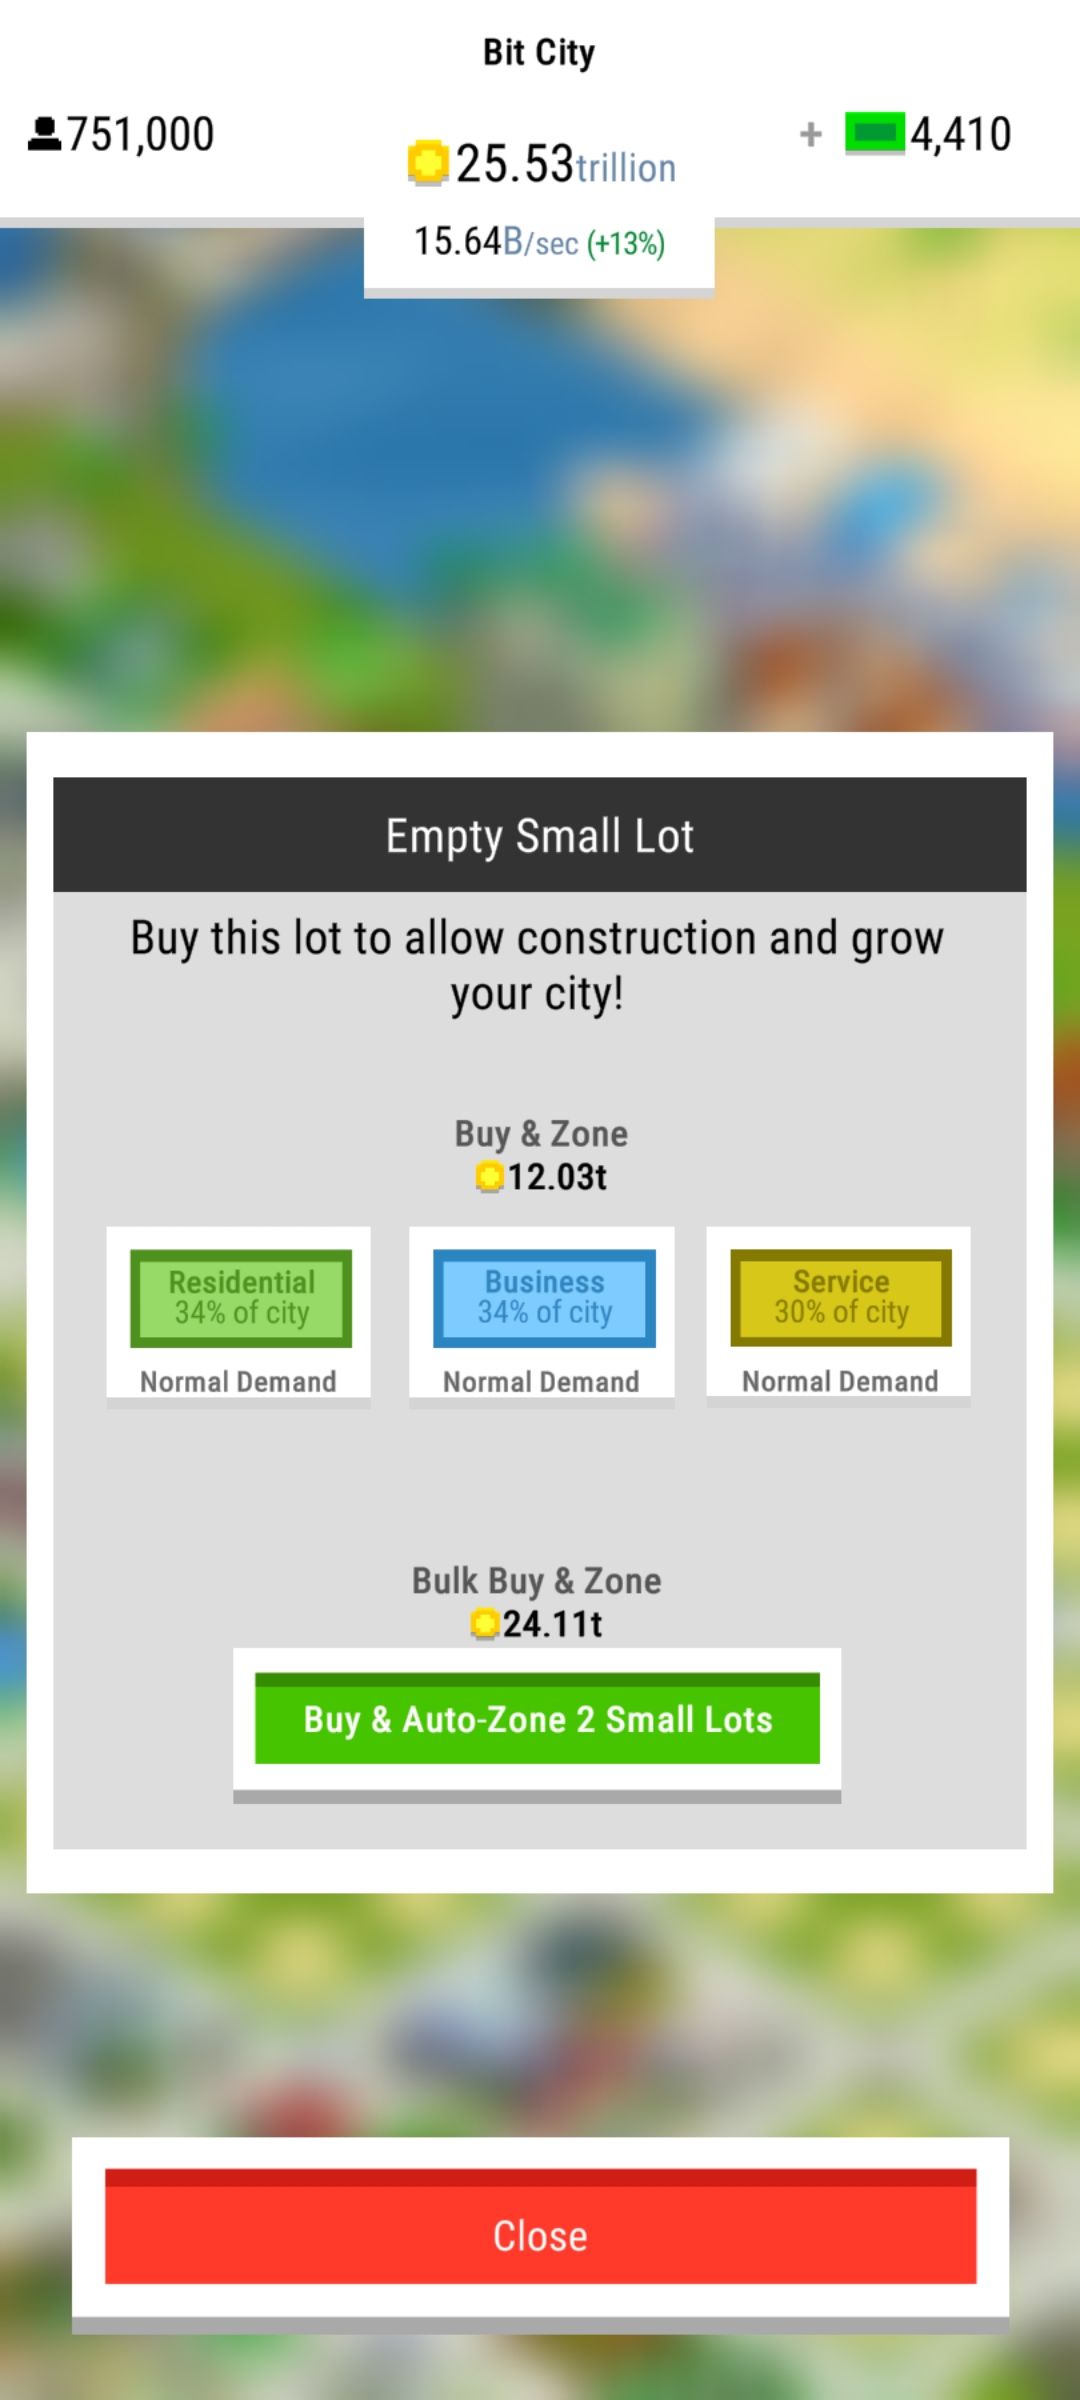 Bit City
751,000
25.53trillion
+ 4,410
15.64B/sec (+13%)
Empty Small Lot
Buy this lot to allow construction and grow
your city!
Buy & Zone
12.03t
Residential
34% of city
Normal Demand
Business
34% of city
Normal Demand
Service
30% of city
Normal Demand
Bulk Buy & Zone
24.11t
Buy & Auto-Zone 2 Small Lots
Close